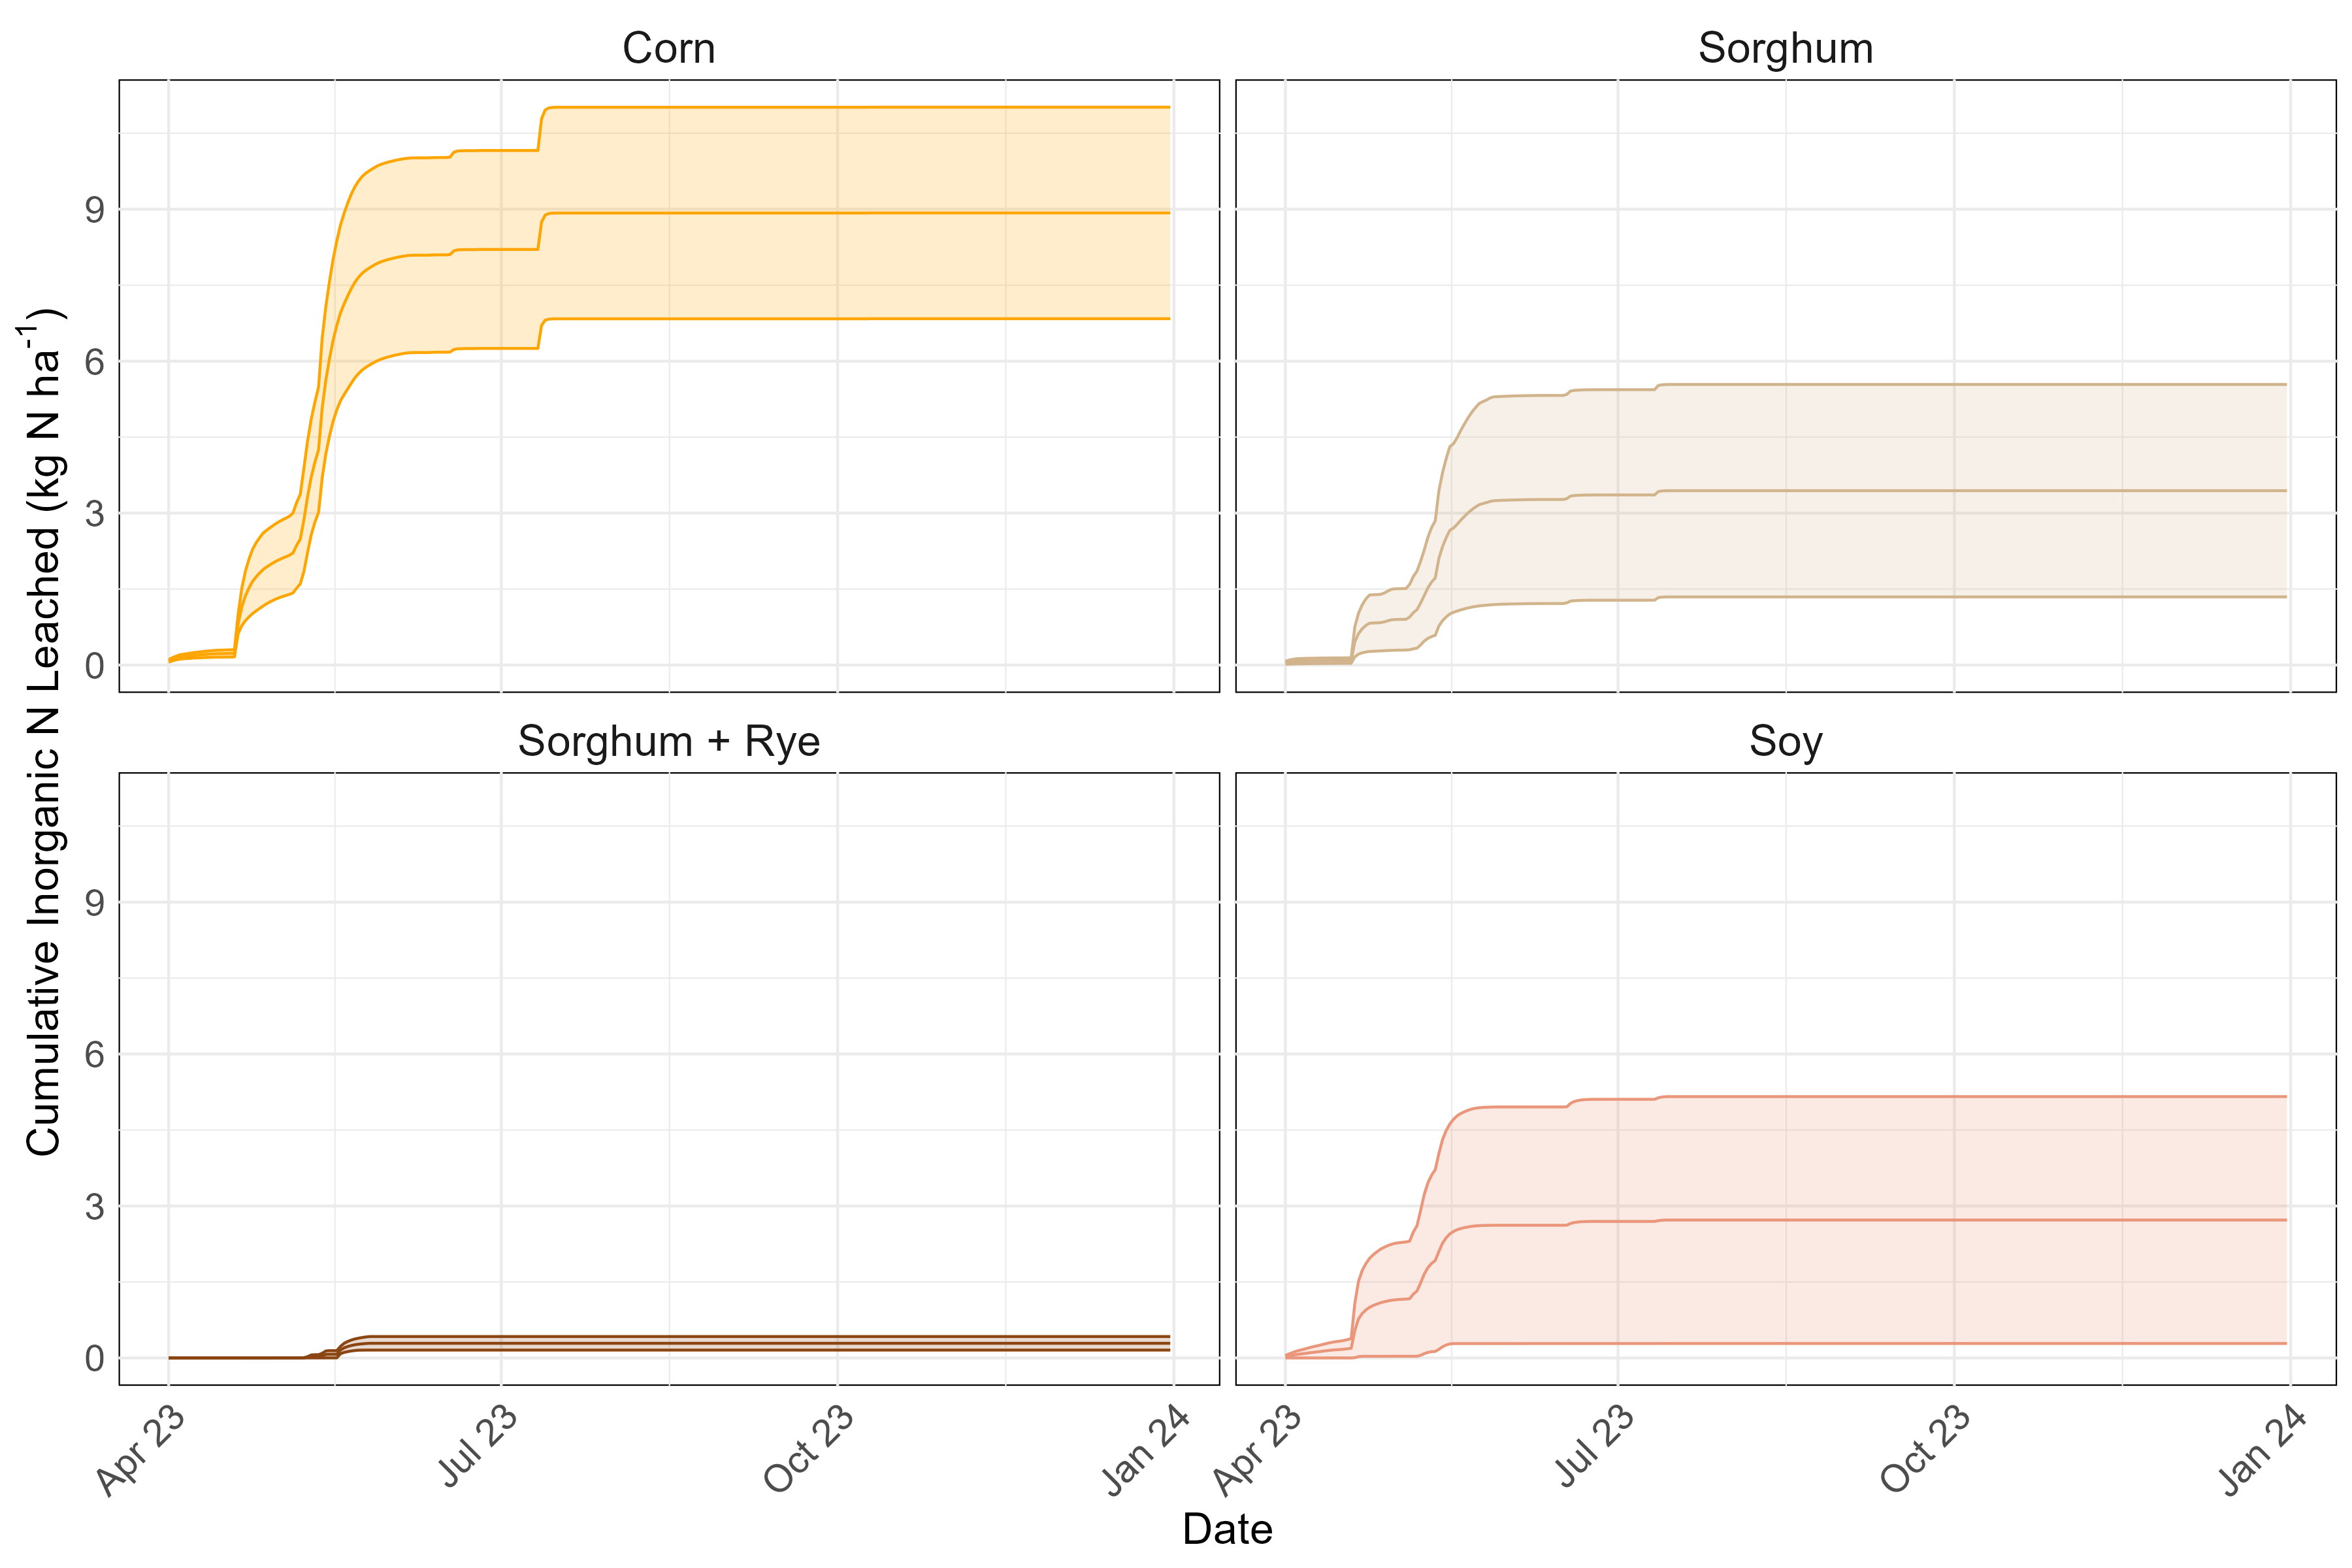 Corn
Sorghum
9
6
3
0
Sorghum + Rye
Soy
9
6
3
0
Apr 23
Jul 23
Oct 23
Jan 24
Apr 23
Jul 23
Oct 23
Jan 24
Date
Cumulative Inorganic N Leached (kg N ha⁻¹)